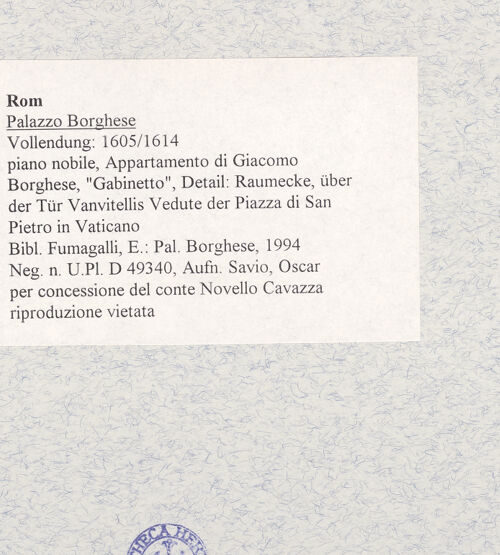 Rom
Palazzo Borghese
Vollendung: 1605/1614
piano nobile, Appartamento di Giacomo
Borghese, "Gabinetto", Detail: Raumecke, über
der Tür Vanvitellis Vedute der Piazza di San
Pietro in Vaticano
Bibl. Fumagalli, E.: Pal. Borghese, 1994
Neg. n. U.Pl. D 49340, Aufn. Savio, Oscar
per concessione del conte Novello Cavazza
riproduzione vietata